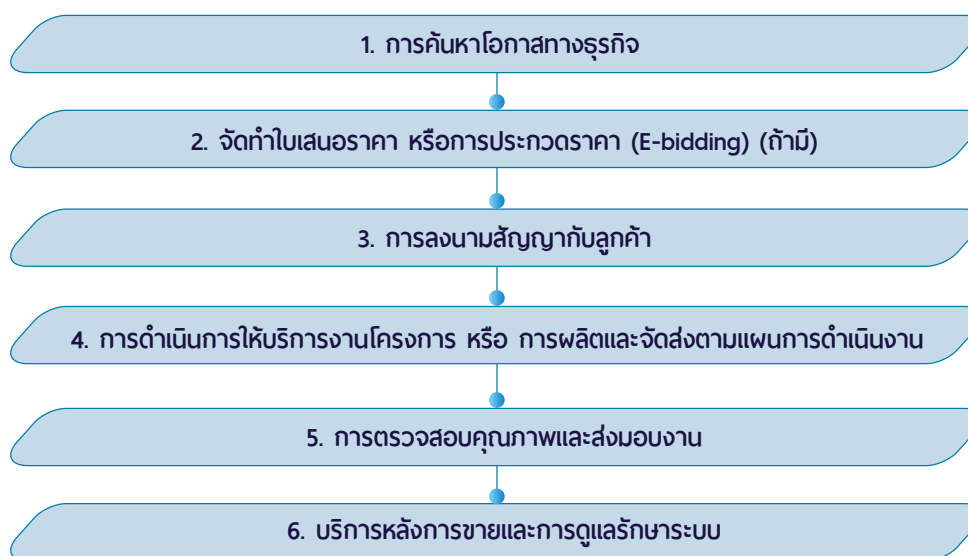 1. การค้นหาโอกาสทางธุรกิจ
2. จัดทำใบเสนอราคา หรือการประกวดราคา (E-bidding) (ถ้ามี)
3. การลงนามสัญญากับลูกค้า
4. การดำเนินการให้บริการงานโครงการ หรือ การผลิตและจัดส่งตามแผนการดำเนินงาน
5. การตรวจสอบคุณภาพและส่งมอบงาน
6. บริการหลังการขายและการดูแลรักษาระบบ